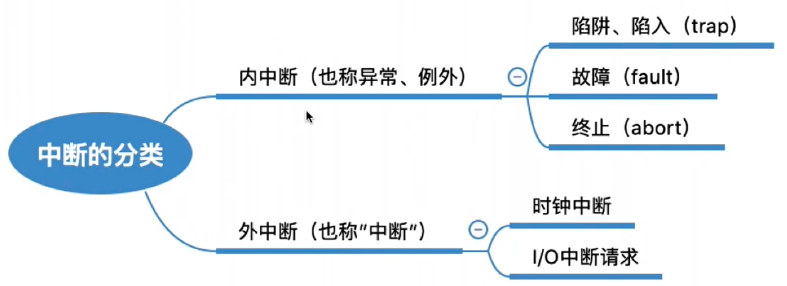 陷阱、陷入（trap）
内中断（也称异常、例外）
故障（fault）
终止（abort）
中断的分类
时钟中断
外中断（也称“中断”）
I/O中断请求